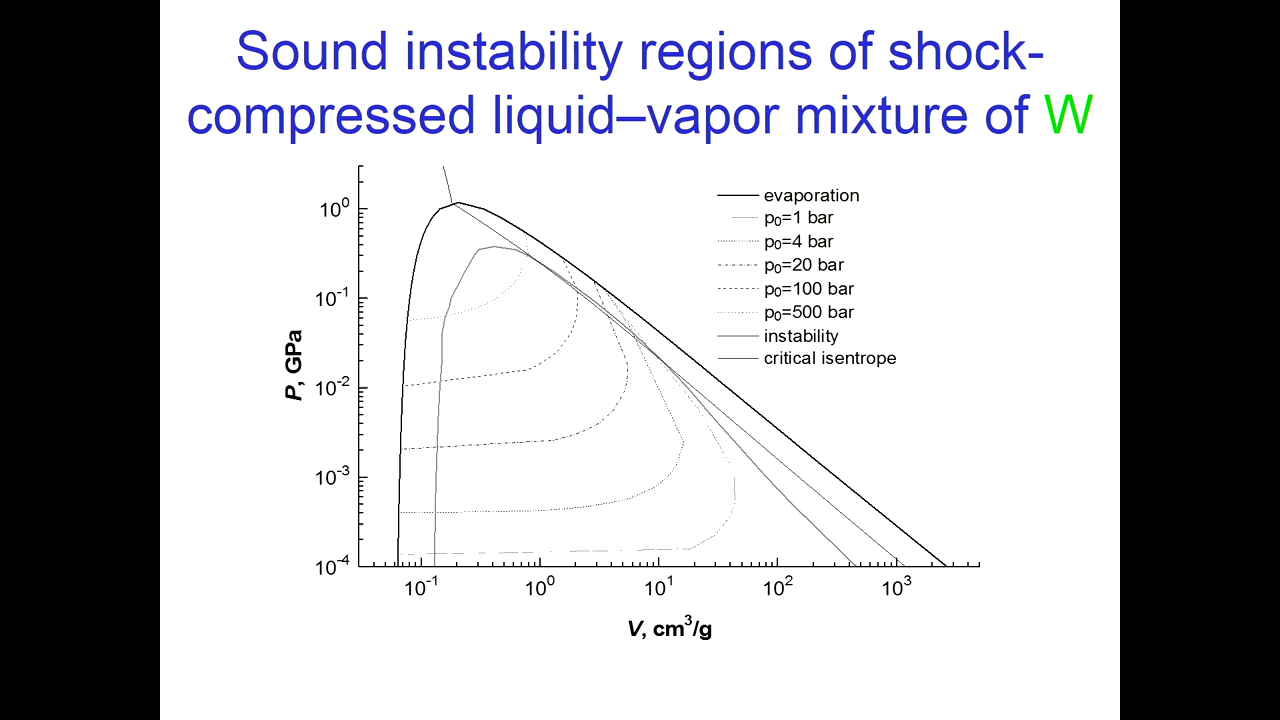 Sound instability regions of shock-
compressed liquid–vapor mixture of W
evaporation
p₀=1 bar
p₀=4 bar
p₀=20 bar
p₀=100 bar
p₀=500 bar
instability
critical isentrope
P, GPa
10⁰
10⁻¹
10⁻²
10⁻³
10⁻⁴
10⁻¹ 10⁰ 10¹ 10² 10³
V, cm³/g